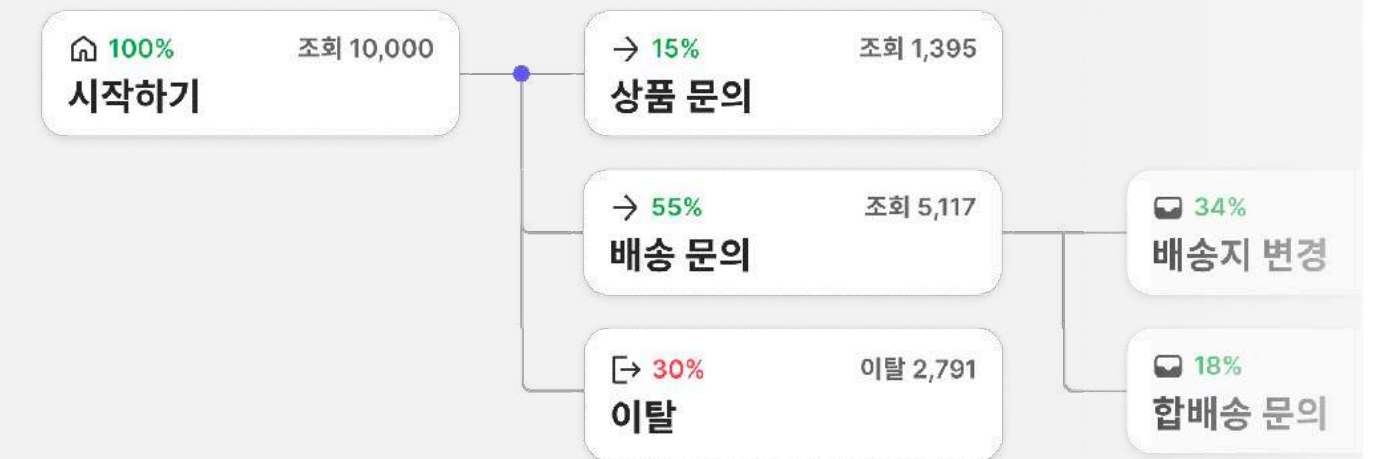 100% 조회 10,000
시작하기
15% 조회 1,395
상품 문의
55% 조회 5,117
배송 문의
30% 이탈 2,791
이탈
34%
배송지 변경
18%
합배송 문의